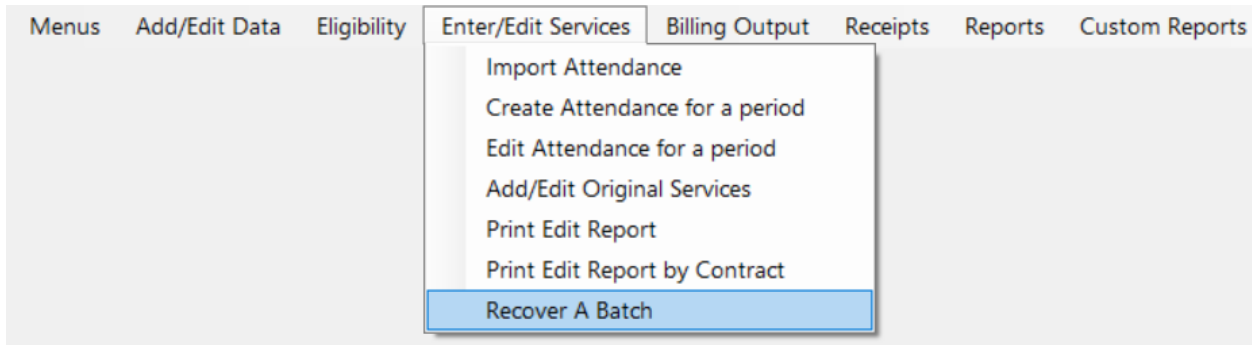 Menus Add/Edit Data Eligibility Enter/Edit Services Billing Output Receipts Reports Custom Reports
Import Attendance
Create Attendance for a period
Edit Attendance for a period
Add/Edit Original Services
Print Edit Report
Print Edit Report by Contract
Recover A Batch